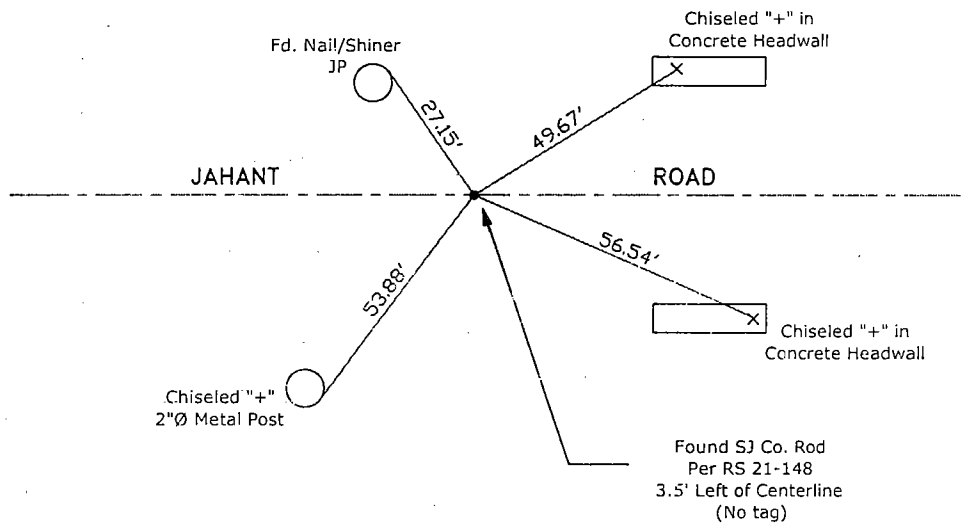 Chiseled "+" in
Concrete Headwall
Fd. Nail/Shiner
JP
27.15'
49.67'
JAHANT
ROAD
53.88'
56.54'
Chiseled "+" in
Concrete Headwall
Chiseled "+"
2"Ø Metal Post
Found SJ Co. Rod
Per RS 21-148
3.5' Left of Centerline
(No tag)